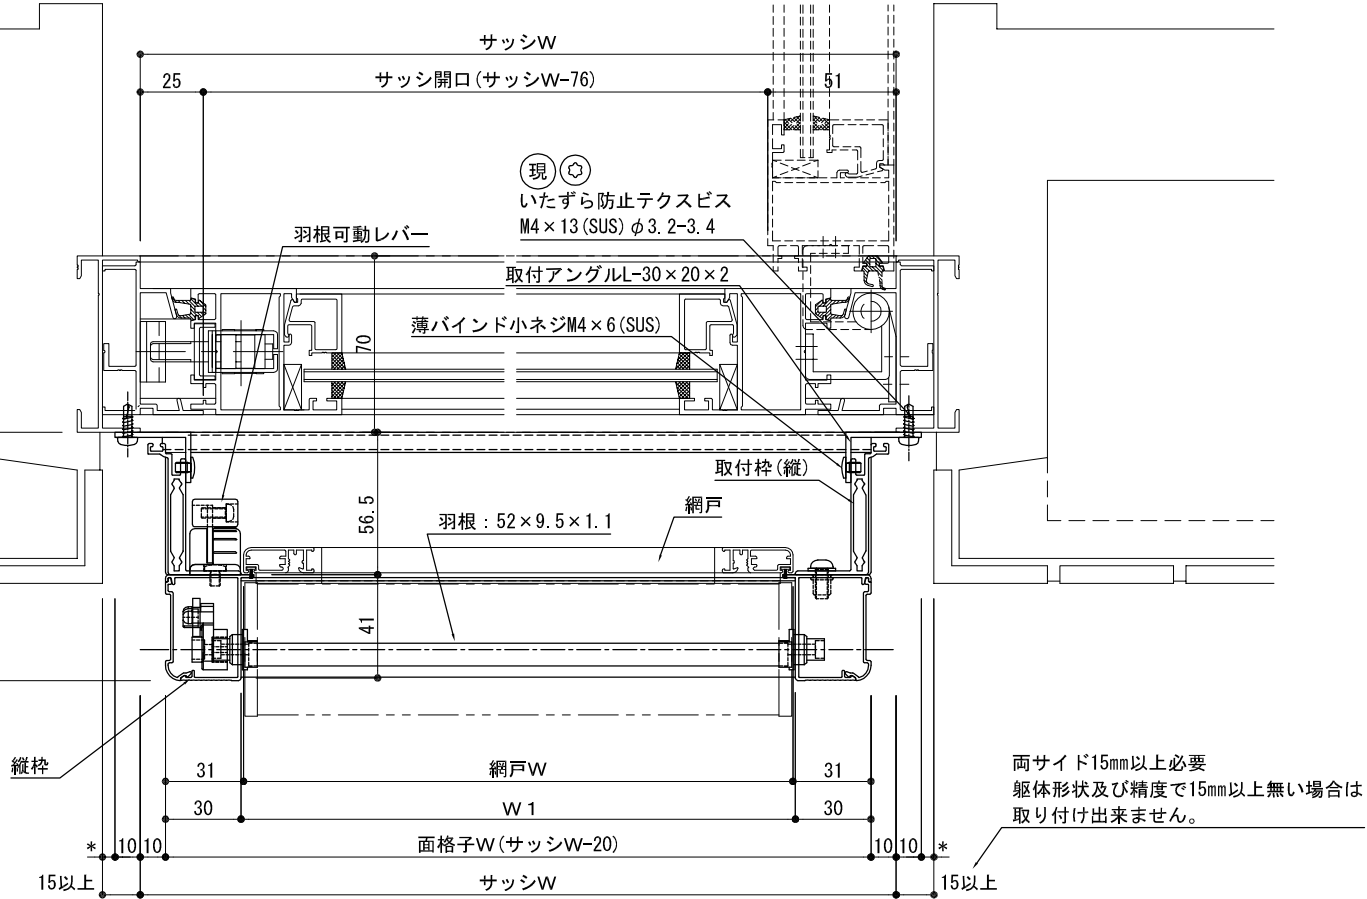 サッシW
25
サッシ開口(サッシW-76)
51
現
いたずら防止テクスビス
M4×13(SUS)φ3.2-3.4
羽根可動レバー
取付アングルL-30×20×2
薄バインド小ネジM4×6(SUS)
70
取付枠(縦)
56.5
網戸
羽根：52×9.5×1.1
41
縦枠
31
網戸W
31
30
W1
30
両サイド15mm以上必要
躯体形状及び精度で15mm以上無い場合は
取り付け出来ません。
*
10
10
面格子W(サッシW-20)
10
10
*
15以上
サッシW
15以上